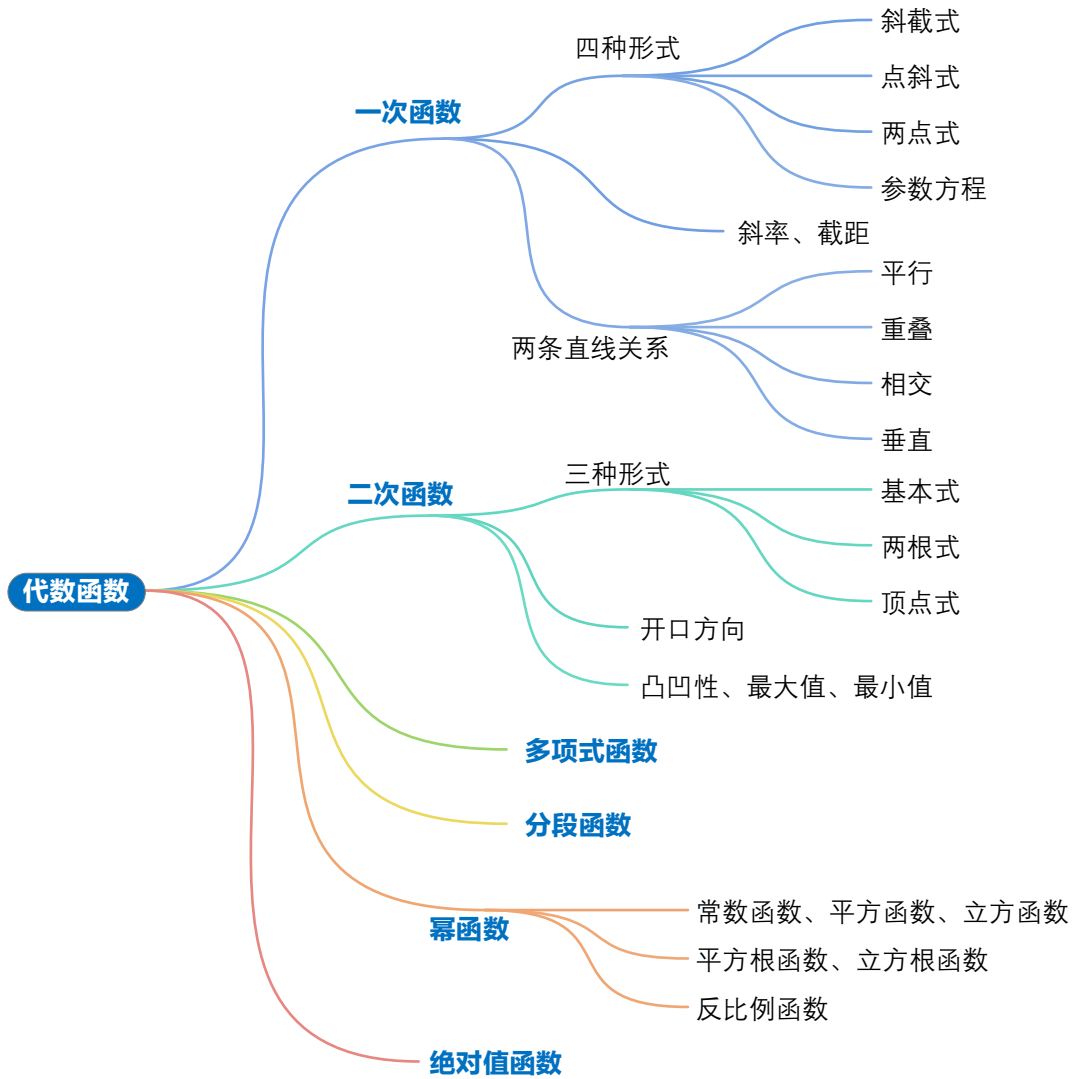 代数函数
一次函数
四种形式
斜截式
点斜式
两点式
参数方程
斜率、截距
两条直线关系
平行
重叠
相交
垂直
二次函数
三种形式
基本式
两根式
顶点式
开口方向
凸凹性、最大值、最小值
多项式函数
分段函数
幂函数
常数函数、平方函数、立方函数
平方根函数、立方根函数
反比例函数
绝对值函数